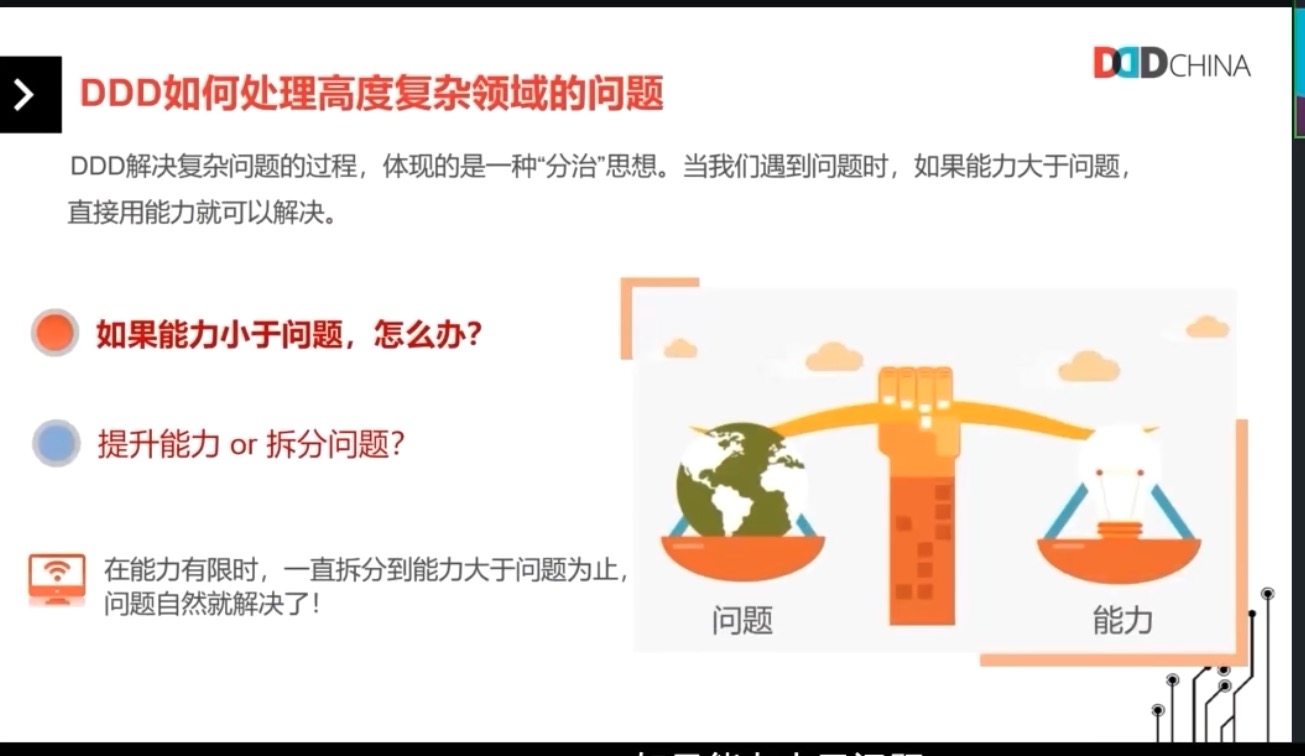 DDD CHINA
DDD如何处理高度复杂领域的问题
DDD解决复杂问题的过程，体现的是一种“分治”思想。当我们遇到问题时，如果能力大于问题，
直接用能力就可以解决。
如果能力小于问题，怎么办？
提升能力 or 拆分问题？
在能力有限时，一直拆分到能力大于问题为止，
问题自然就解决了！
问题
能力